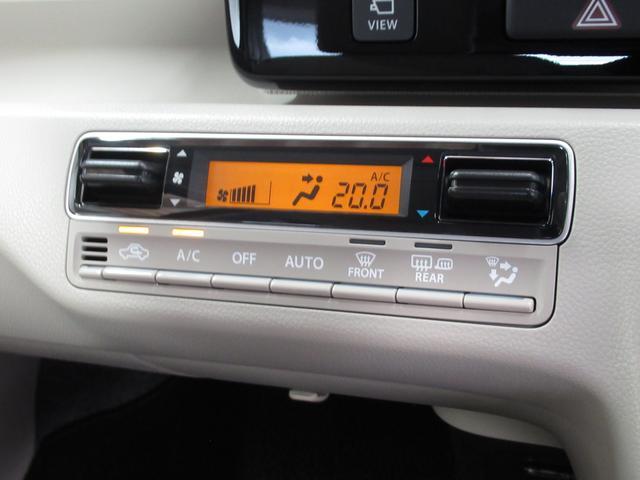 VIEW
A/C
20.0
A/C OFF AUTO FRONT REAR